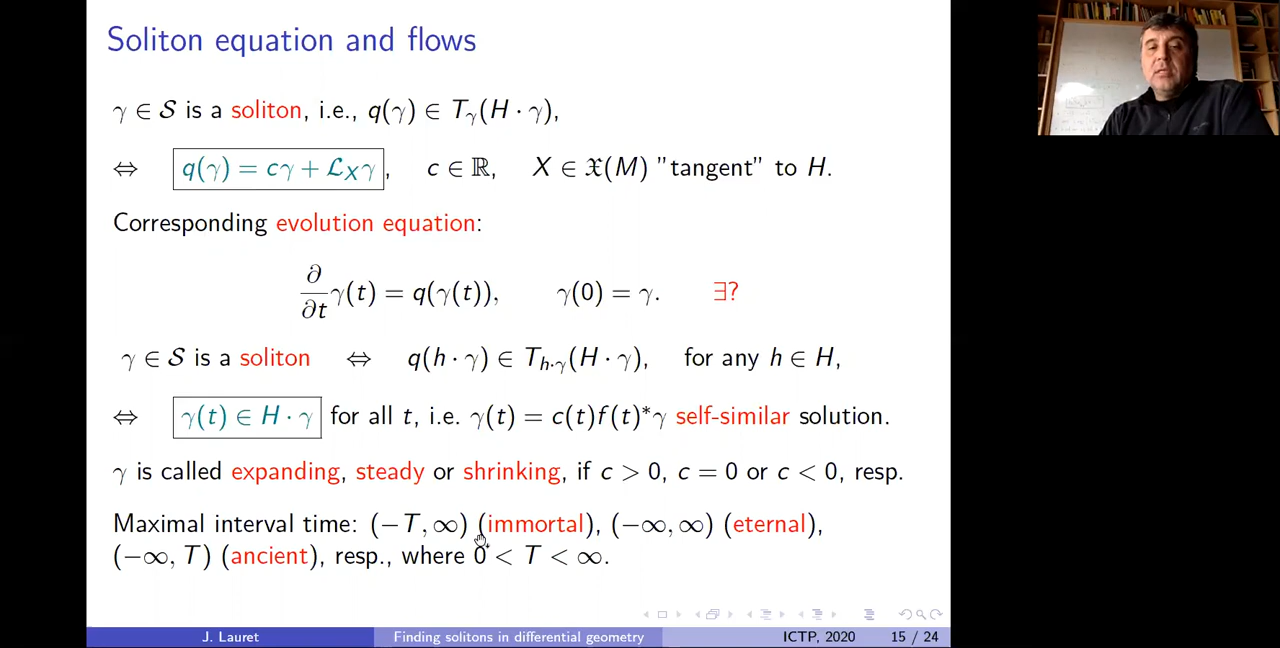 Soliton equation and flows
γ ∈ 𝒮 is a soliton, i.e., q(γ) ∈ T_γ(H · γ),
⇔ q(γ) = cγ + ℒ_Xγ, c ∈ ℝ, X ∈ 𝔛(M) "tangent" to H.
Corresponding evolution equation:
∂/∂t γ(t) = q(γ(t)), γ(0) = γ. ∃?
γ ∈ 𝒮 is a soliton ⇔ q(h · γ) ∈ T_{h·γ}(H · γ), for any h ∈ H,
⇔ γ(t) ∈ H · γ for all t, i.e. γ(t) = c(t)f(t)*γ self-similar solution.
γ is called expanding, steady or shrinking, if c > 0, c = 0 or c < 0, resp.
Maximal interval time: (−T, ∞) (immortal), (−∞, ∞) (eternal),
(−∞, T) (ancient), resp., where 0 < T < ∞.
J. Lauret Finding solitons in differential geometry ICTP, 2020 15 / 24